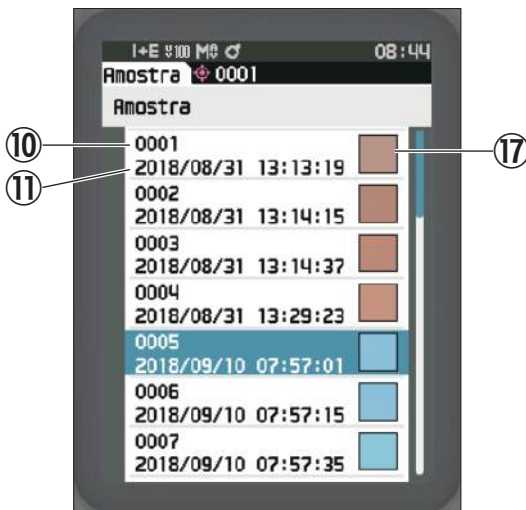 I+E 100 M ♂ 08:44
Amostra 0001
Amostra
⑩ 0001 ⑰
⑪ 2018/08/31 13:13:19
0002
2018/08/31 13:14:15
0003
2018/08/31 13:14:37
0004
2018/08/31 13:29:23
0005
2018/09/10 07:57:01
0006
2018/09/10 07:57:15
0007
2018/09/10 07:57:35